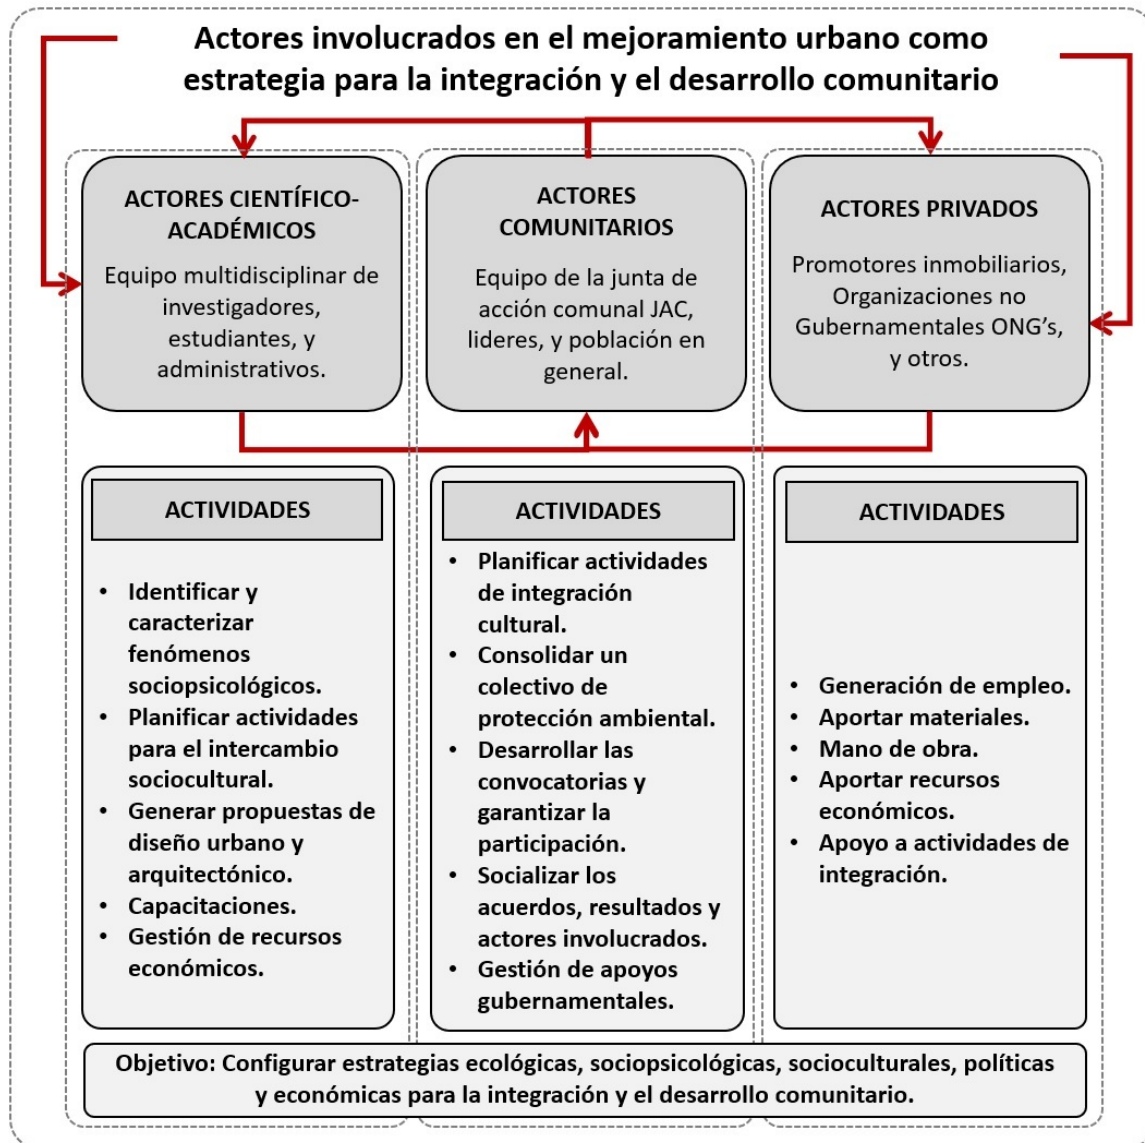 Actores involucrados en el mejoramiento urbano como
estrategia para la integración y el desarrollo comunitario
ACTORES CIENTÍFICO-
ACADÉMICOS
Equipo multidisciplinar de
investigadores,
estudiantes, y
administrativos.
ACTORES
COMUNITARIOS
Equipo de la junta de
acción comunal JAC,
lideres, y población en
general.
ACTORES PRIVADOS
Promotores inmobiliarios,
Organizaciones no
Gubernamentales ONG’s,
y otros.
ACTIVIDADES
• Identificar y
caracterizar
fenómenos
sociopsicológicos.
• Planificar actividades
para el intercambio
sociocultural.
• Generar propuestas de
diseño urbano y
arquitectónico.
• Capacitaciones.
• Gestión de recursos
económicos.
ACTIVIDADES
• Planificar actividades
de integración
cultural.
• Consolidar un
colectivo de
protección ambiental.
• Desarrollar las
convocatorias y
garantizar la
participación.
• Socializar los
acuerdos, resultados y
actores involucrados.
• Gestión de apoyos
gubernamentales.
ACTIVIDADES
• Generación de empleo.
• Aportar materiales.
• Mano de obra.
• Aportar recursos
económicos.
• Apoyo a actividades de
integración.
Objetivo: Configurar estrategias ecológicas, sociopsicológicas, socioculturales, políticas
y económicas para la integración y el desarrollo comunitario.